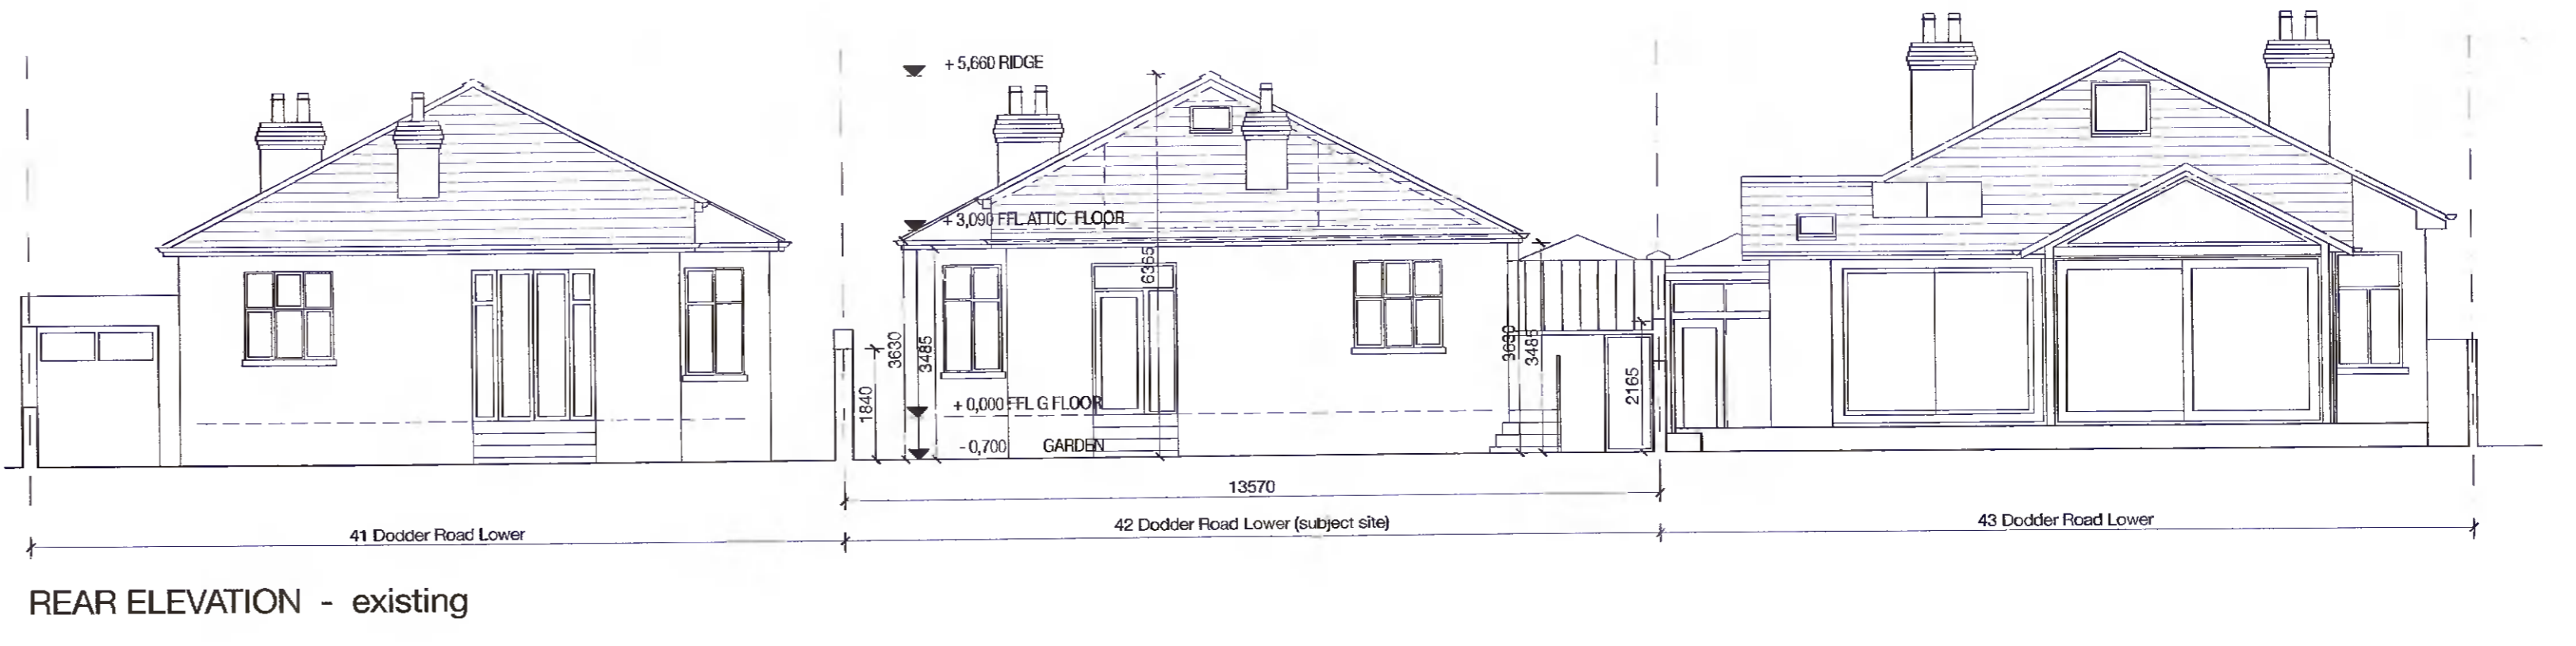 + 5,660 RIDGE
+ 3,090 FFL ATTIC FLOOR
6365
3630
3485
1840
3630
3485
2165
+ 0,000 FFL G FLOOR
- 0,700 GARDEN
13570
41 Dodder Road Lower
42 Dodder Road Lower (subject site)
43 Dodder Road Lower
REAR ELEVATION - existing